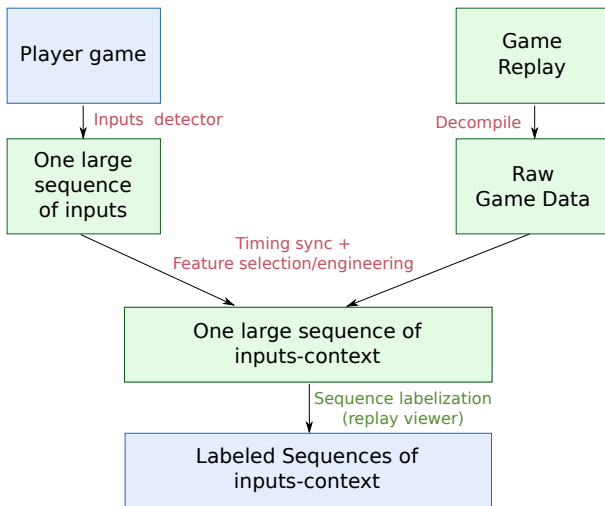 Player game
Game
Replay
Inputs detector
Decompile
One large
sequence
of inputs
Raw
Game Data
Timing sync +
Feature selection/engineering
One large sequence of
inputs-context
Sequence labelization
(replay viewer)
Labeled Sequences of
inputs-context